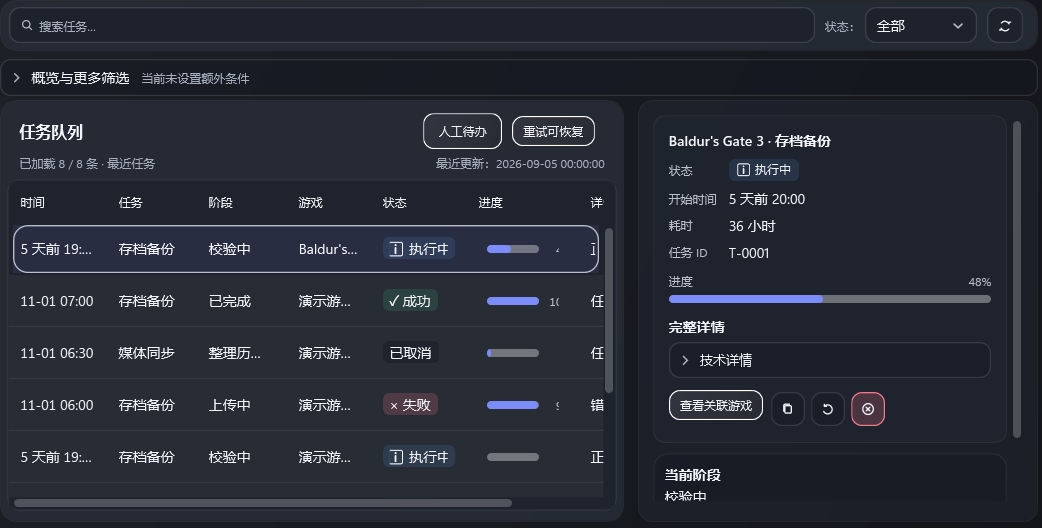 搜索任务...
状态：
全部
概览与更多筛选 当前未设置额外条件
任务队列
人工待办
重试可恢复
已加载 8 / 8 条 · 最近任务
最近更新：2026-09-05 00:00:00
时间 任务 阶段 游戏 状态 进度
5 天前 19:... 存档备份 校验中 Baldur's... 执行中
11-01 07:00 存档备份 已完成 演示游... 成功 任
11-01 06:30 媒体同步 整理历... 演示游... 已取消 任
11-01 06:00 存档备份 上传中 演示游... 失败 错
5 天前 19:... 存档备份 校验中 演示游... 执行中 正
Baldur's Gate 3 · 存档备份
状态 执行中
开始时间 5 天前 20:00
耗时 36 小时
任务 ID T-0001
进度 48%
完整详情
技术详情
查看关联游戏
当前阶段
校验中